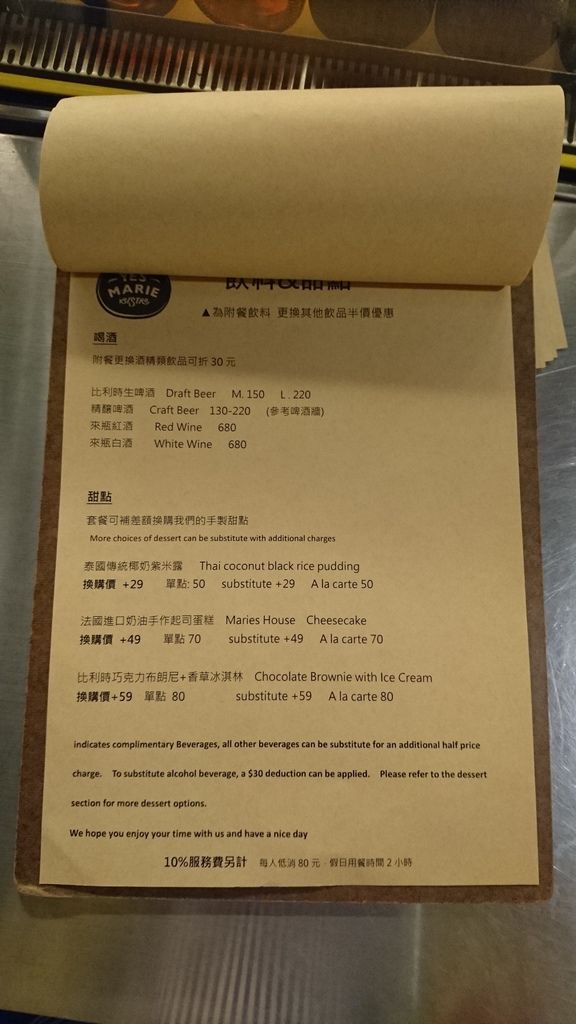 YES
MARIE
飲料&甜點
▲為附餐飲料 更換其他飲品半價優惠
喝酒
附餐更換酒精類飲品可折 30 元
比利時生啤酒 Draft Beer M. 150 L . 220
精釀啤酒 Craft Beer 130-220 (參考啤酒牆)
來瓶紅酒 Red Wine 680
來瓶白酒 White Wine 680
甜點
套餐可補差額換購我們的手製甜點
More choices of dessert can be substitute with additional charges
泰國傳統椰奶紫米露 Thai coconut black rice pudding
換購價 +29 單點: 50 substitute +29 A la carte 50
法國進口奶油手作起司蛋糕 Maries House Cheesecake
換購價 +49 單點 70 substitute +49 A la carte 70
比利時巧克力布朗尼+香草冰淇林 Chocolate Brownie with Ice Cream
換購價+59 單點 80 substitute +59 A la carte 80
indicates complimentary Beverages, all other beverages can be substitute for an additional half price
charge. To substitute alcohol beverage, a $30 deduction can be applied. Please refer to the dessert
section for more dessert options.
We hope you enjoy your time with us and have a nice day
10%服務費另計 每人低消 80 元﹒假日用餐時間 2 小時